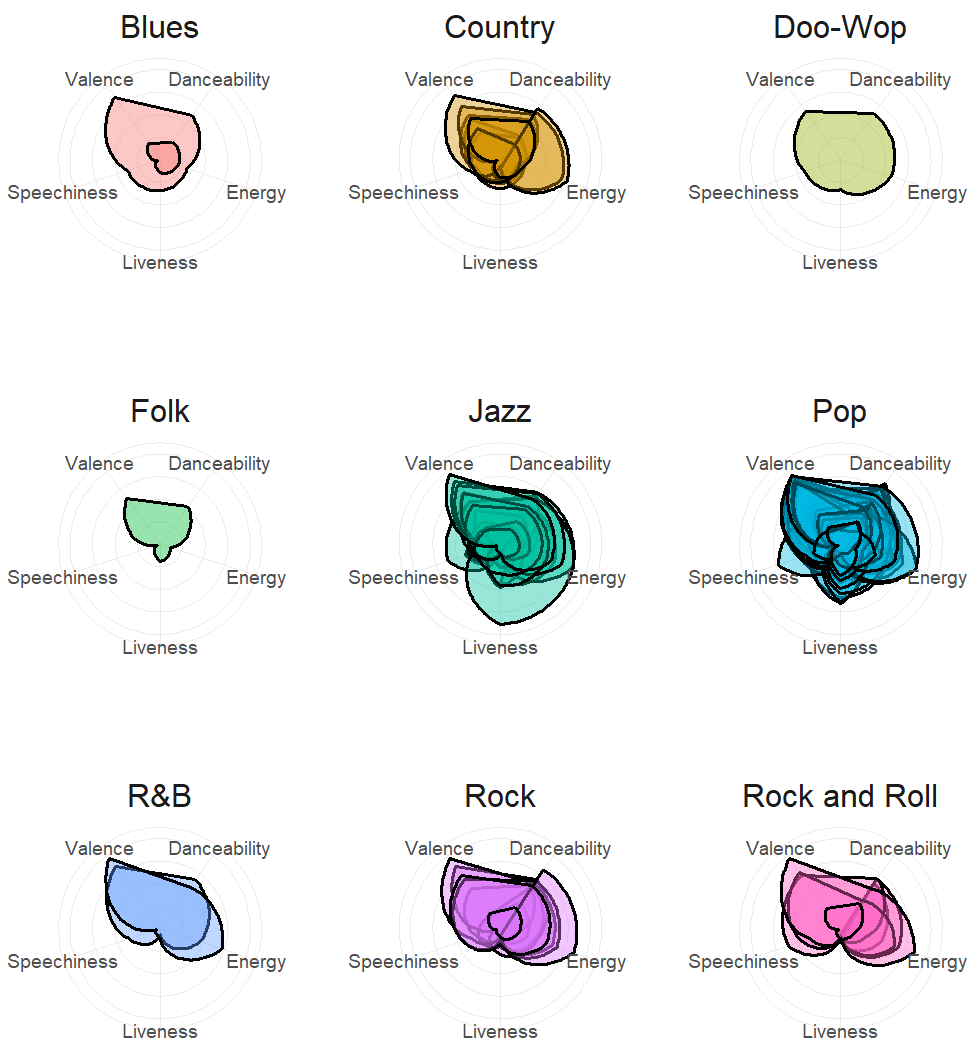 Blues
Country
Doo-Wop
Valence
Danceability
Valence
Danceability
Valence
Danceability
Speechiness
Energy
Speechiness
Energy
Speechiness
Energy
Liveness
Liveness
Liveness
Folk
Jazz
Pop
Valence
Danceability
Valence
Danceability
Valence
Danceability
Speechiness
Energy
Speechiness
Energy
Speechiness
Energy
Liveness
Liveness
Liveness
R&B
Rock
Rock and Roll
Valence
Danceability
Valence
Danceability
Valence
Danceability
Speechiness
Energy
Speechiness
Energy
Speechiness
Energy
Liveness
Liveness
Liveness